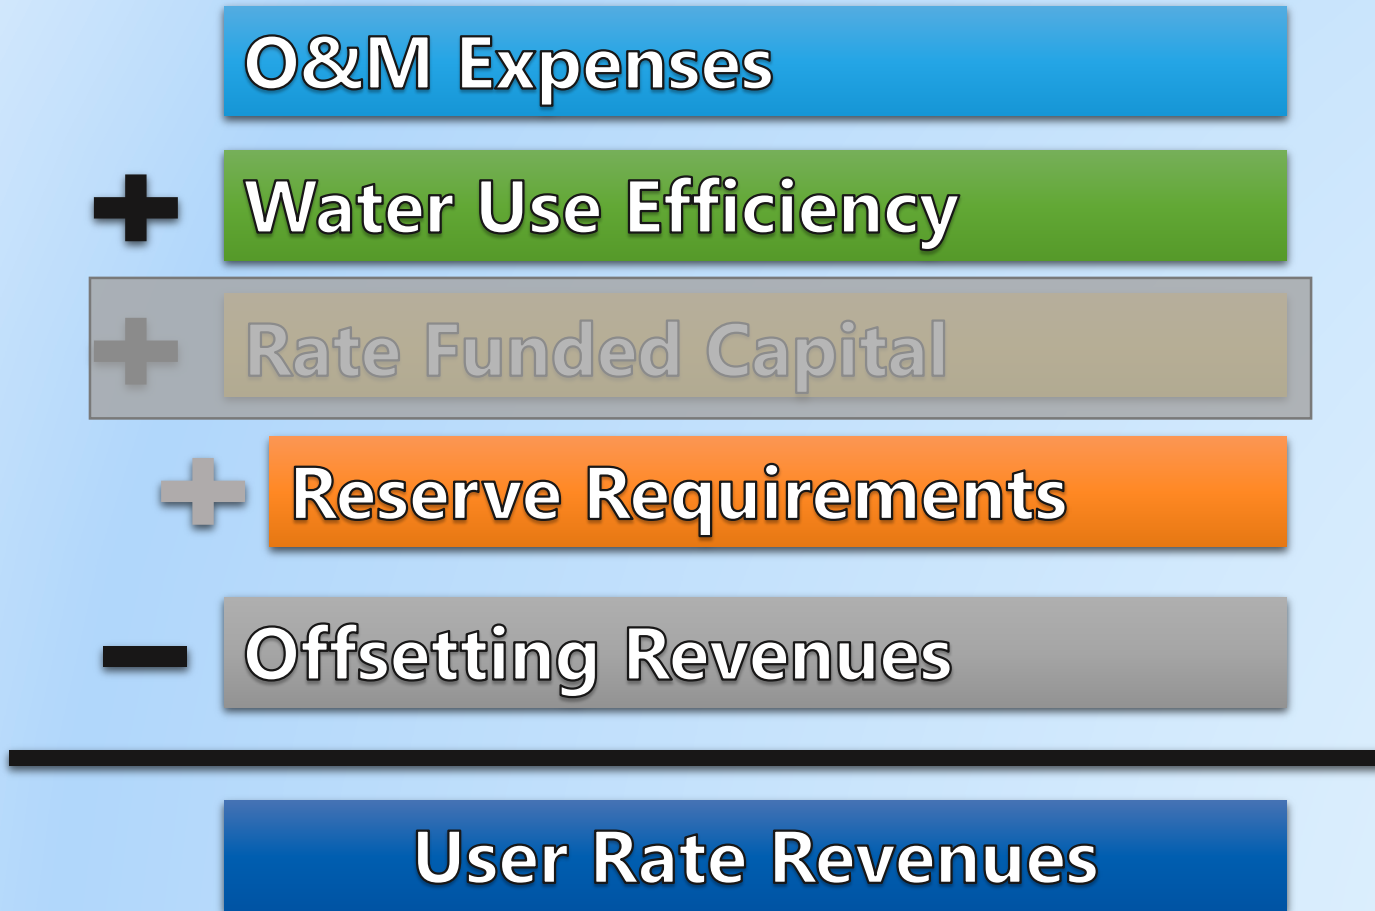 O&M Expenses
+ Water Use Efficiency
+ Rate Funded Capital
+ Reserve Requirements
− Offsetting Revenues
User Rate Revenues